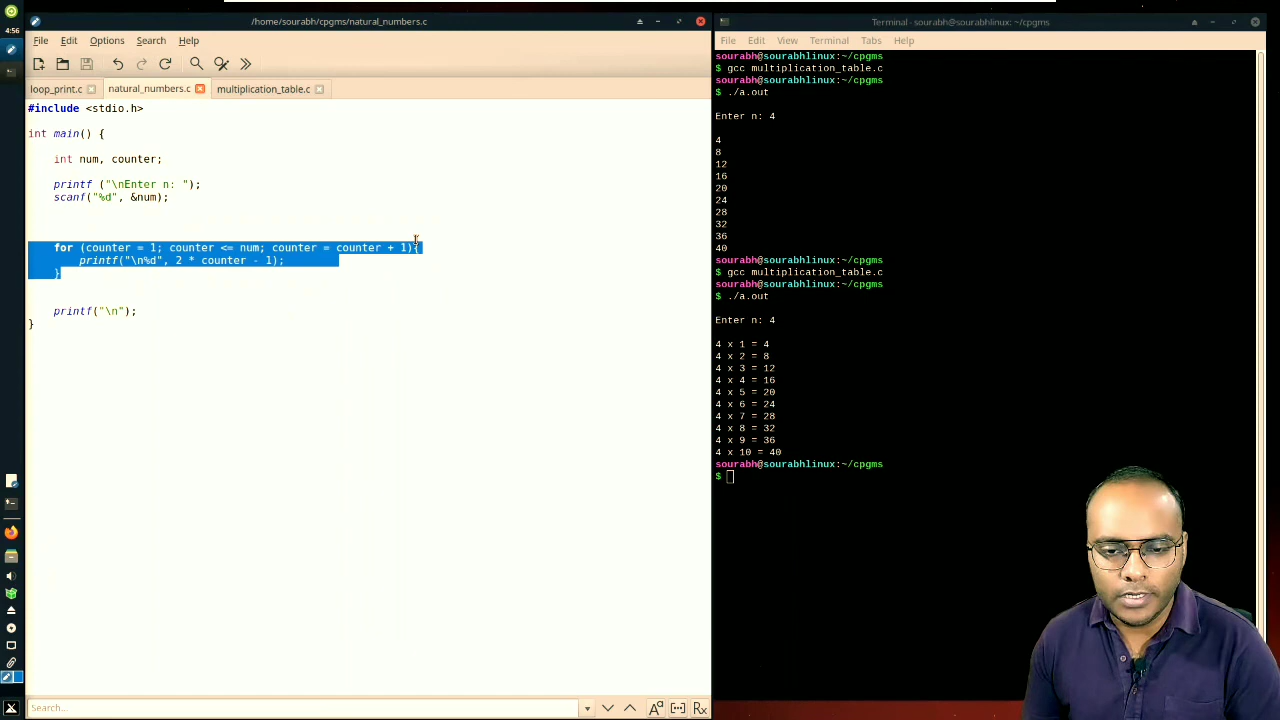 /home/sourabh/cpgms/natural_numbers.c
4:56
File Edit Options Search Help
loop_print.c natural_numbers.c multiplication_table.c
#include <stdio.h>
int main() {
int num, counter;
printf ("\nEnter n: ");
scanf("%d", &num);
for (counter = 1; counter <= num; counter = counter + 1){
printf("\n%d", 2 * counter - 1);
}
printf("\n");
}
Search...
Terminal - sourabh@sourabhlinux: ~/cpgms
File Edit View Terminal Tabs Help
sourabh@sourabhlinux:~/cpgms
$ gcc multiplication_table.c
sourabh@sourabhlinux:~/cpgms
$ ./a.out
Enter n: 4
4
8
12
16
20
24
28
32
36
40
sourabh@sourabhlinux:~/cpgms
$ gcc multiplication_table.c
sourabh@sourabhlinux:~/cpgms
$ ./a.out
Enter n: 4
4 x 1 = 4
4 x 2 = 8
4 x 3 = 12
4 x 4 = 16
4 x 5 = 20
4 x 6 = 24
4 x 7 = 28
4 x 8 = 32
4 x 9 = 36
4 x 10 = 40
sourabh@sourabhlinux:~/cpgms
$